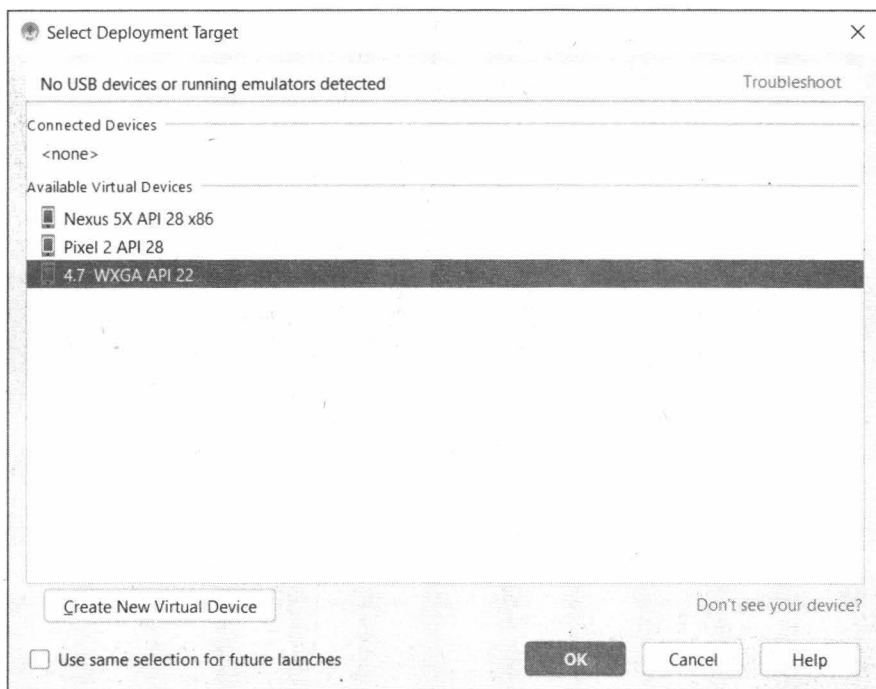 Select Deployment Target
No USB devices or running emulators detected
Troubleshoot
Connected Devices
<none>
Available Virtual Devices
Nexus 5X API 28 x86
Pixel 2 API 28
4.7 WXGA API 22
Create New Virtual Device
Don't see your device?
Use same selection for future launches
OK
Cancel
Help